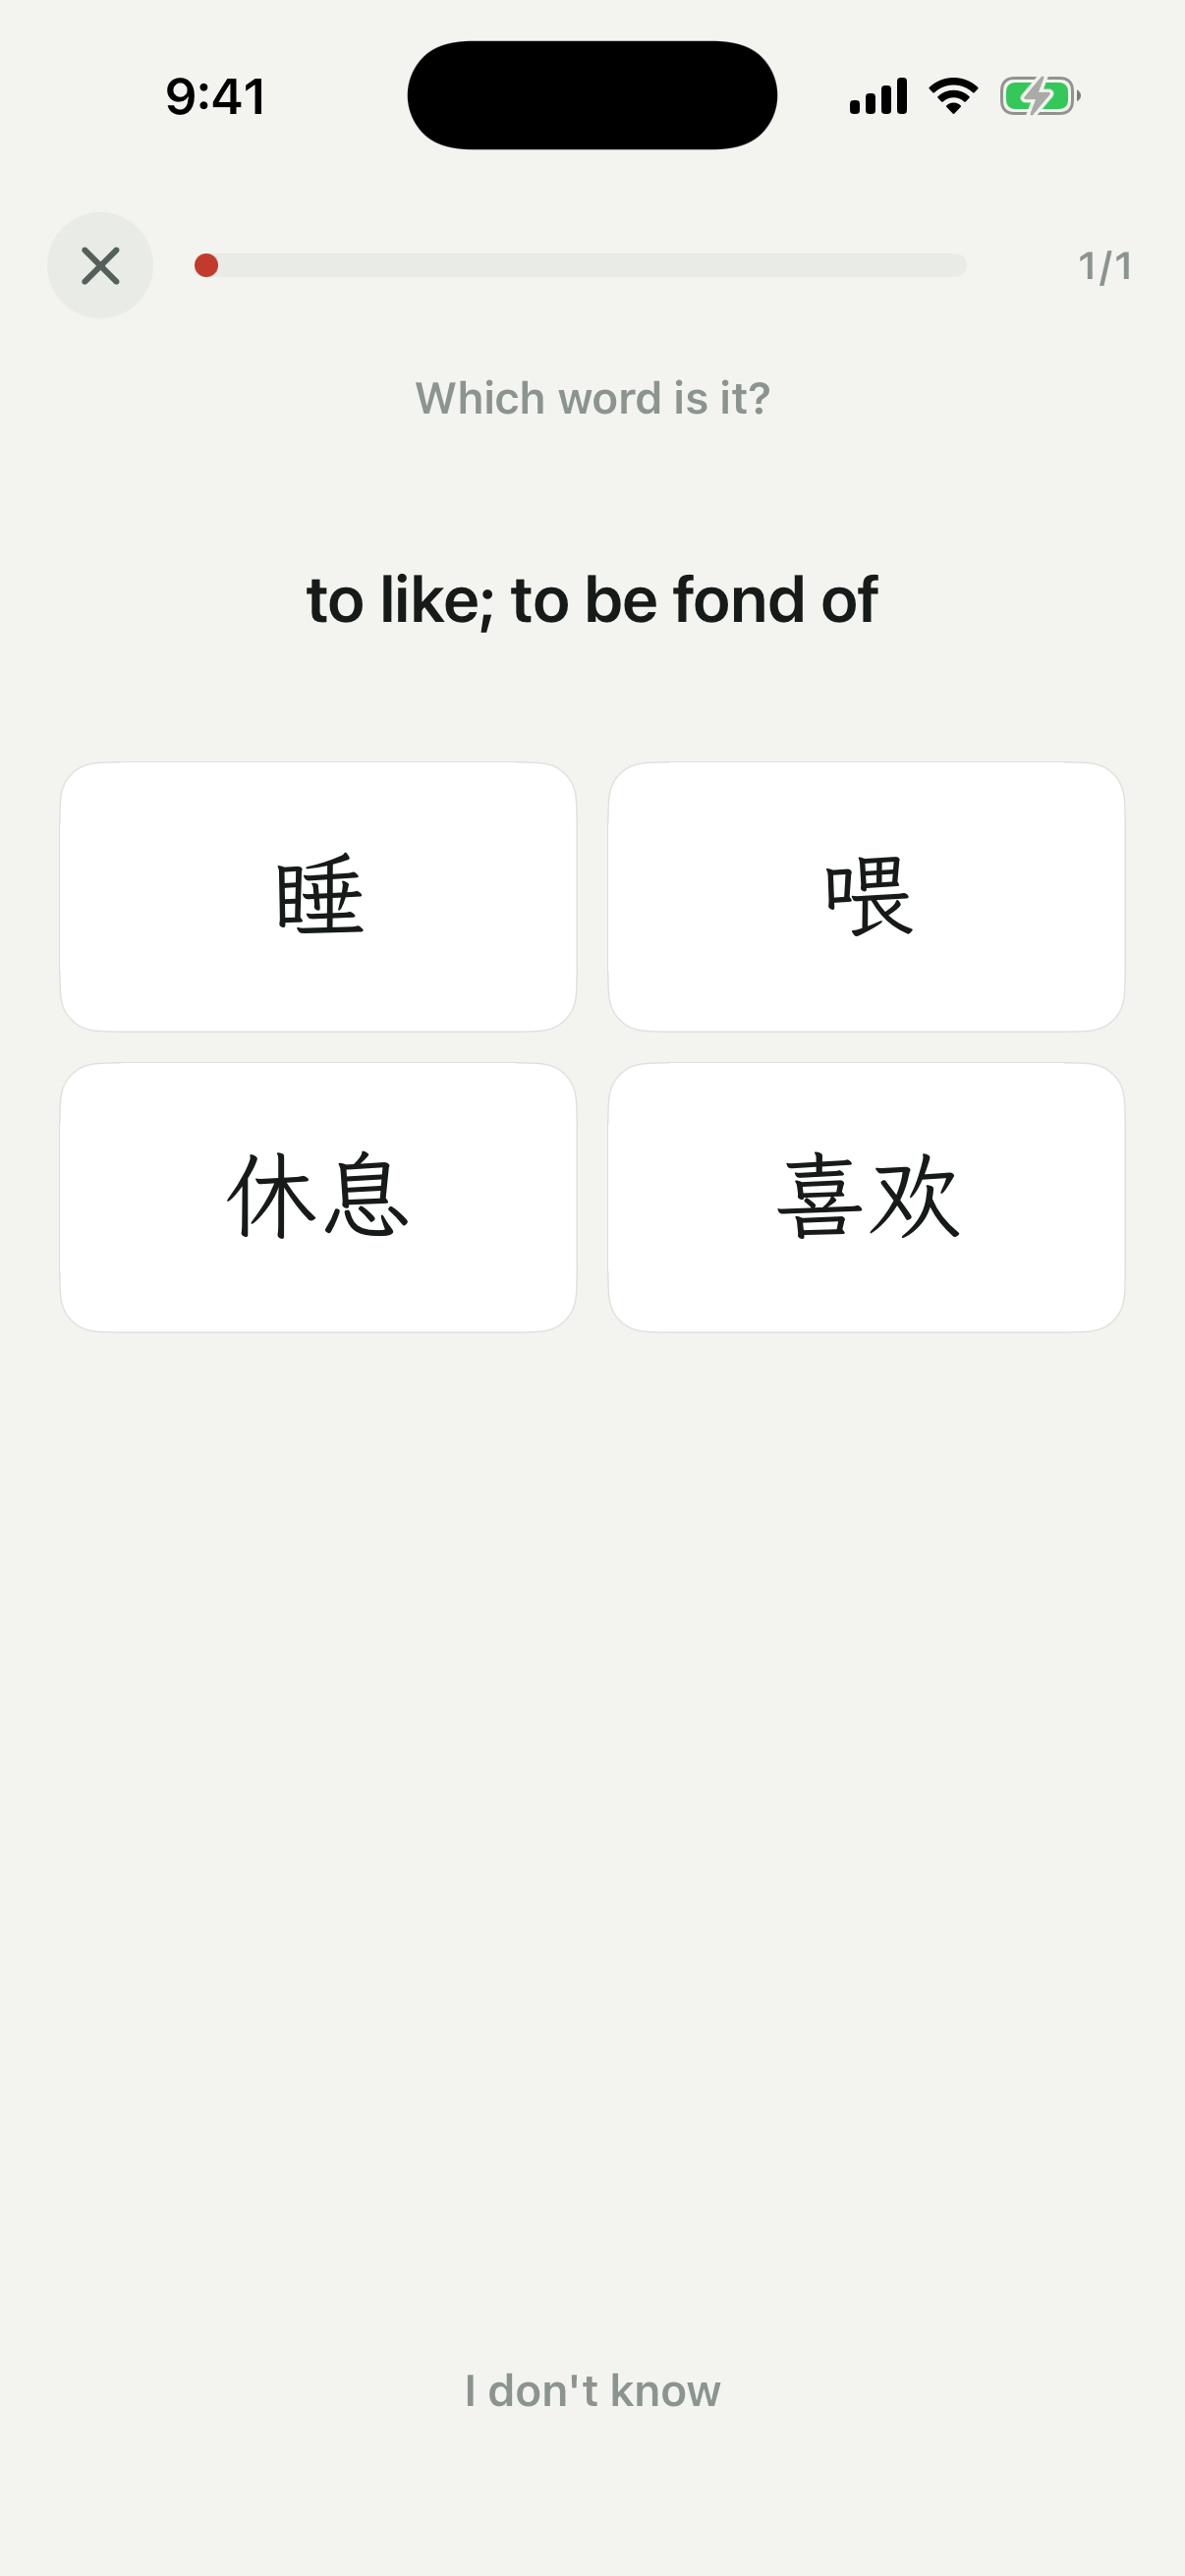 9:41
1/1
Which word is it?
to like; to be fond of
睡
喂
休息
喜欢
I don't know